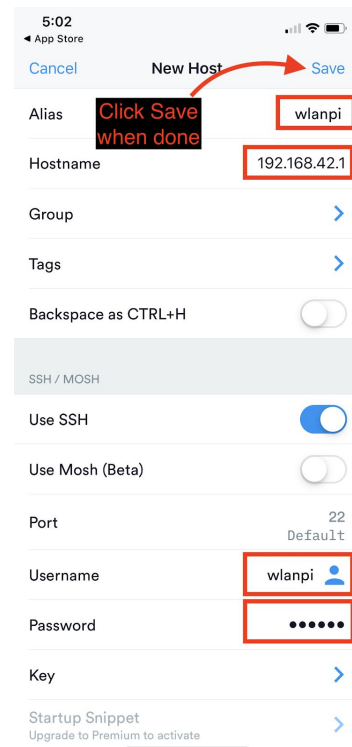 5:02
◀ App Store
Cancel New Host Save
Alias wlanpi
Click Save
when done
Hostname 192.168.42.1
Group
Tags
Backspace as CTRL+H
SSH / MOSH
Use SSH
Use Mosh (Beta)
Port 22
Default
Username wlanpi
Password ••••••
Key
Startup Snippet
Upgrade to Premium to activate